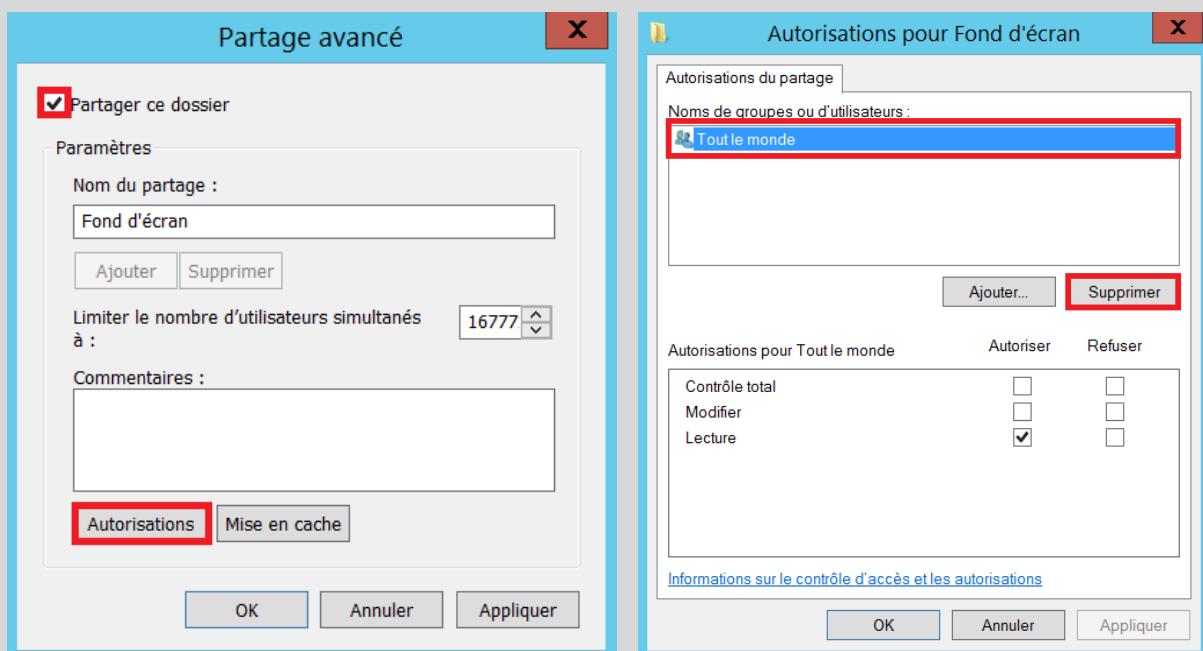 Partage avancé
X
Partager ce dossier
Paramètres
Nom du partage :
Fond d'écran
Ajouter
Supprimer
Limiter le nombre d'utilisateurs simultanés
à :
16777
Commentaires :
Autorisations
Mise en cache
OK
Annuler
Appliquer
Autorisations pour Fond d'écran
X
Autorisations du partage
Noms de groupes ou d'utilisateurs :
Tout le monde
Ajouter...
Supprimer
Autorisations pour Tout le monde
Autoriser
Refuser
Contrôle total
Modifier
Lecture
Informations sur le contrôle d'accès et les autorisations
OK
Annuler
Appliquer